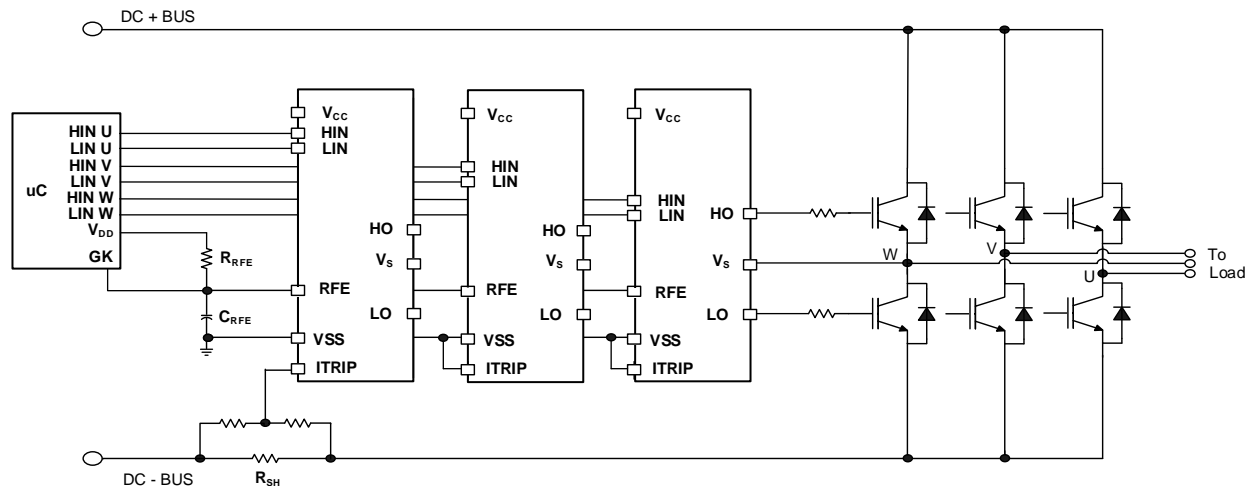 DC + BUS
uC
HIN U
LIN U
HIN V
LIN V
HIN W
LIN W
VDD
GK
RRFE
CRFE
VCC
HIN
LIN
HO
VS
RFE
LO
VSS
ITRIP
VCC
HIN
LIN
HO
VS
RFE
LO
VSS
ITRIP
VCC
HIN
LIN
HO
VS
RFE
LO
VSS
ITRIP
W
V
U
To
Load
DC - BUS
RSH